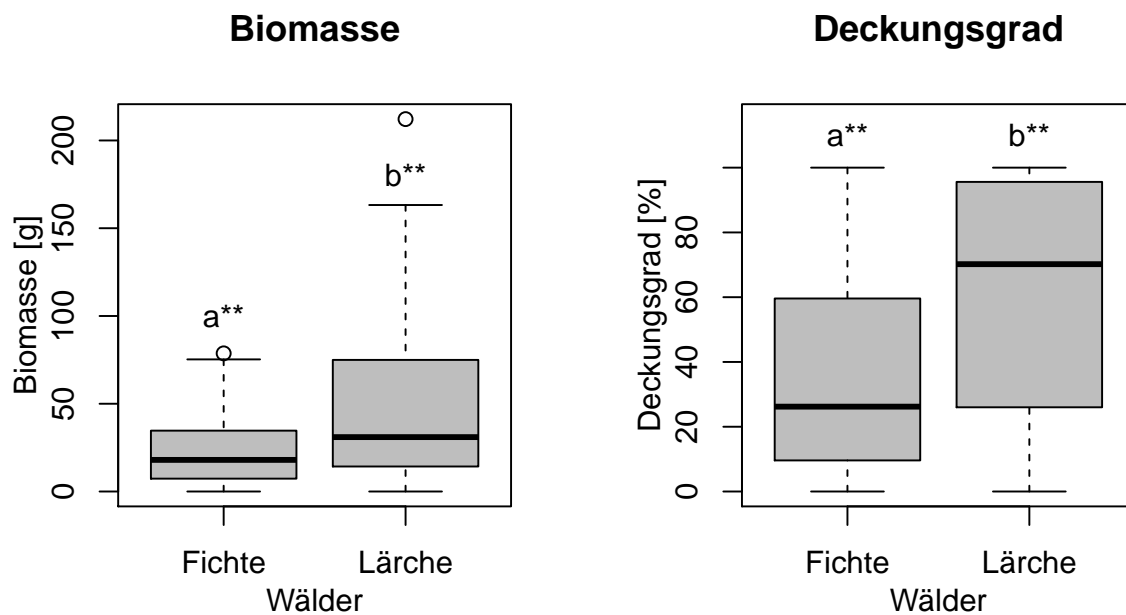 Biomasse
Biomasse [g]
200
150
100
50
0
a**
b**
Fichte Lärche
Wälder
Deckungsgrad
Deckungsgrad [%]
80
60
40
20
0
a** b**
Fichte Lärche
Wälder